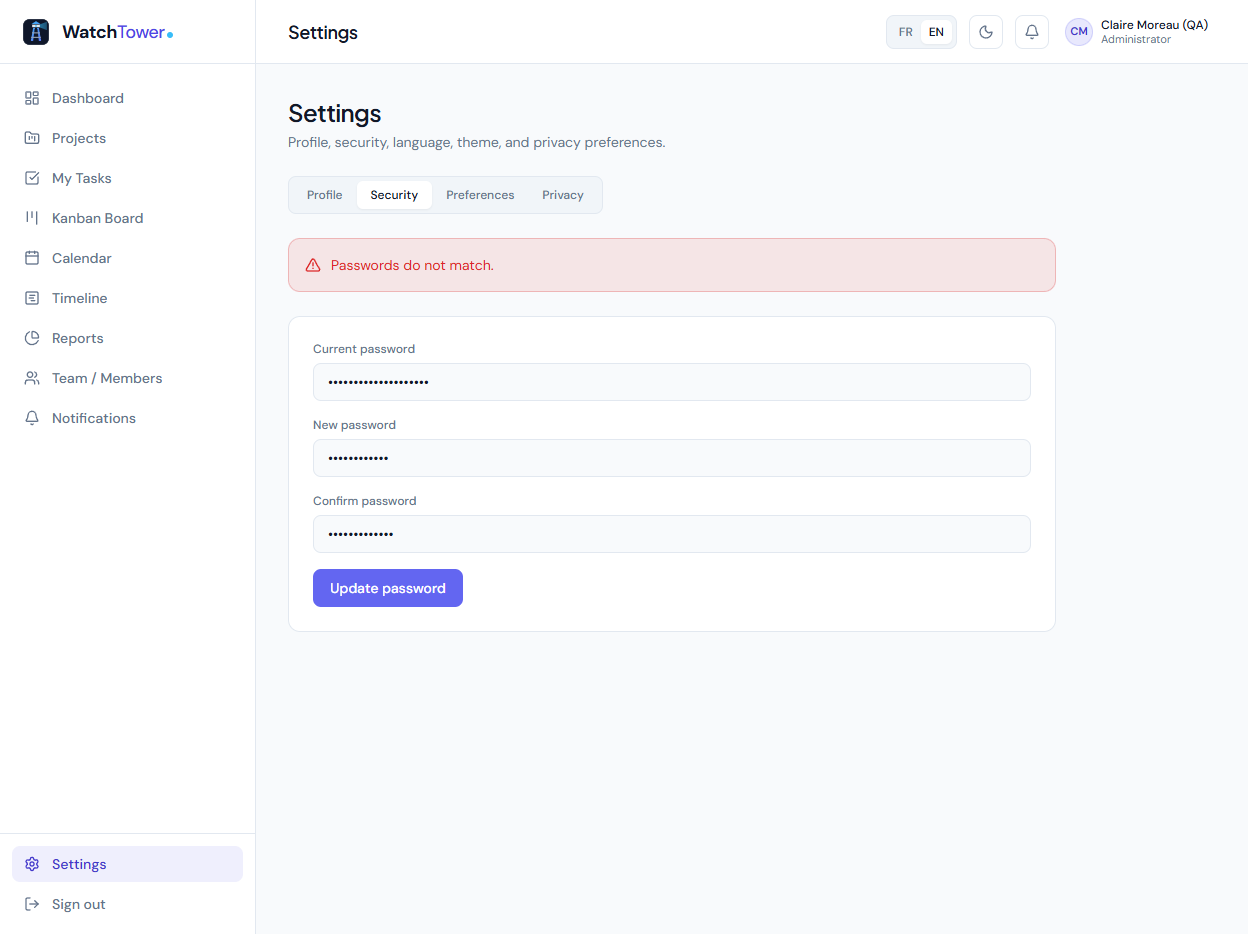 WatchTower
Settings
FR EN
CM
Claire Moreau (QA)
Administrator
Dashboard
Projects
My Tasks
Kanban Board
Calendar
Timeline
Reports
Team / Members
Notifications
Settings
Sign out
Settings
Profile, security, language, theme, and privacy preferences.
Profile Security Preferences Privacy
Passwords do not match.
Current password
••••••••••••••••••••
New password
••••••••••••
Confirm password
•••••••••••••
Update password